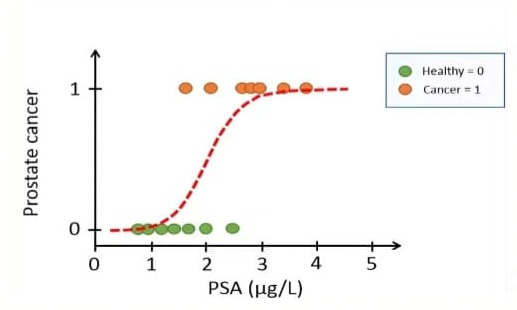 Prostate cancer
1
0
0 1 2 3 4 5
PSA (µg/L)
Healthy = 0
Cancer = 1